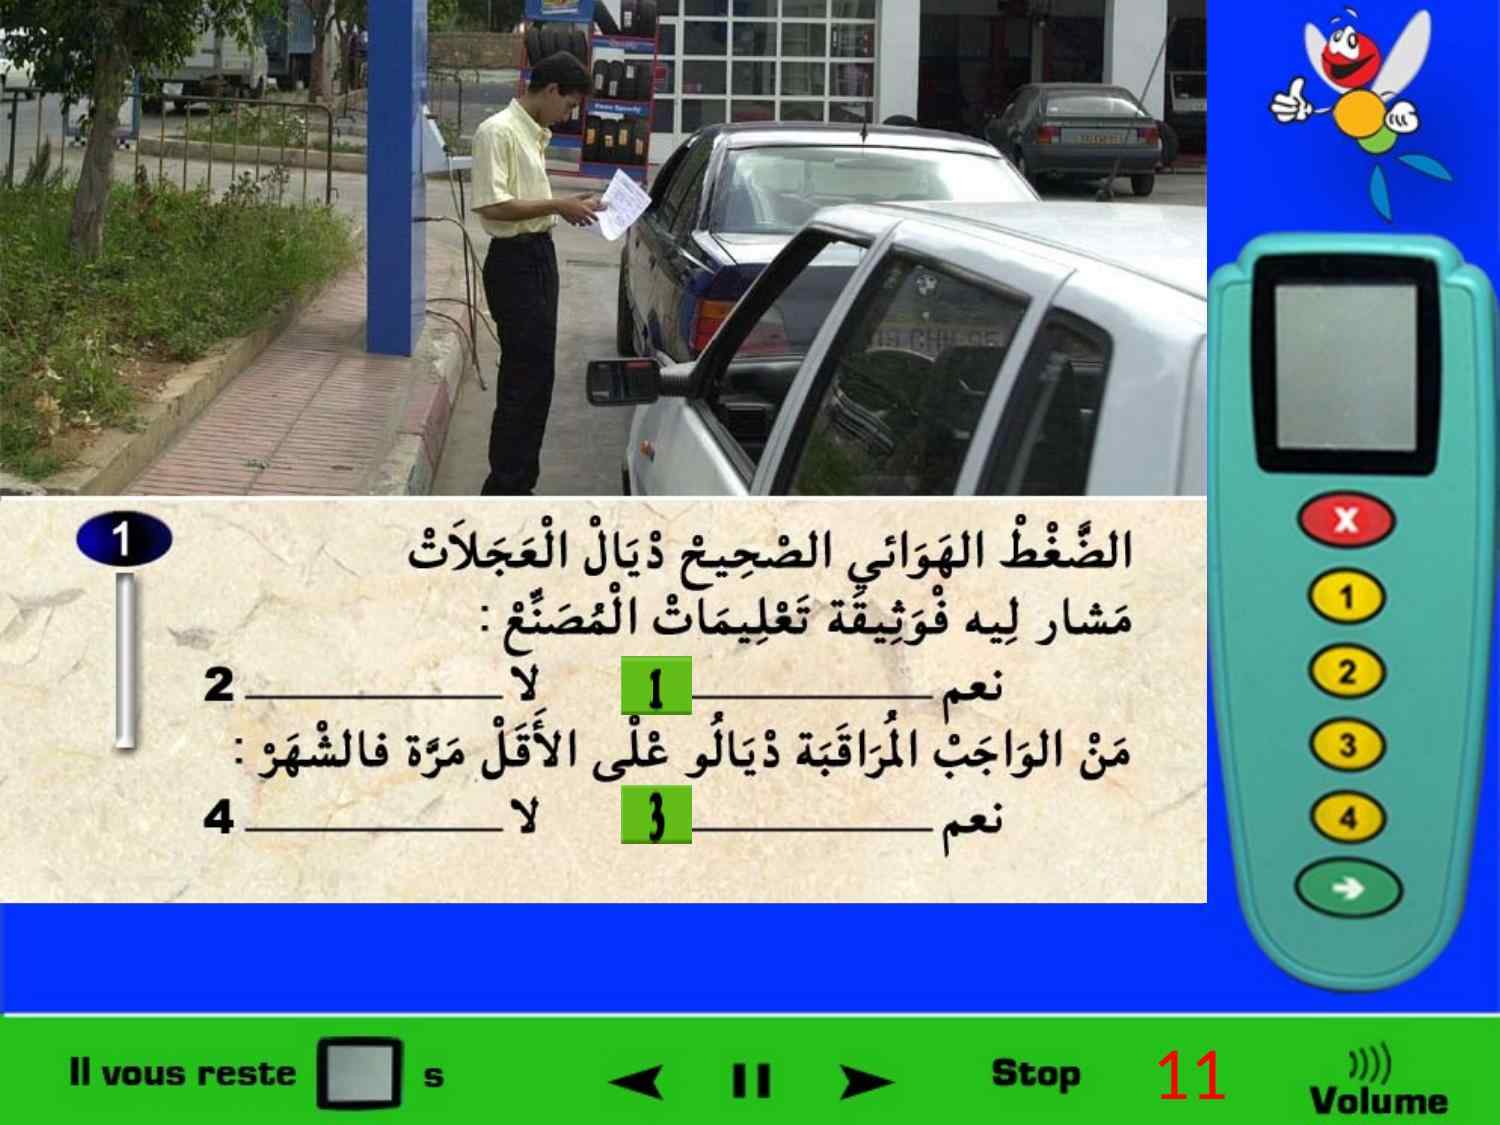 1
الضَّغْطْ الهَوَائي الصْحِيحْ دْيَالْ الْعَجَلاَتْ
مَشار لِيه فْوَثِيقَة تَعْلِيمَاتْ الْمُصَنِّعْ :
نعم 1 لا 2
مَنْ الوَاجَبْ المُرَاقَبَة دْيَالُو عْلْى الأَقَلْ مَرَّة فالشْهَرْ :
نعم 3 لا 4
X
1
2
3
4
Il vous reste s
Stop
11
Volume